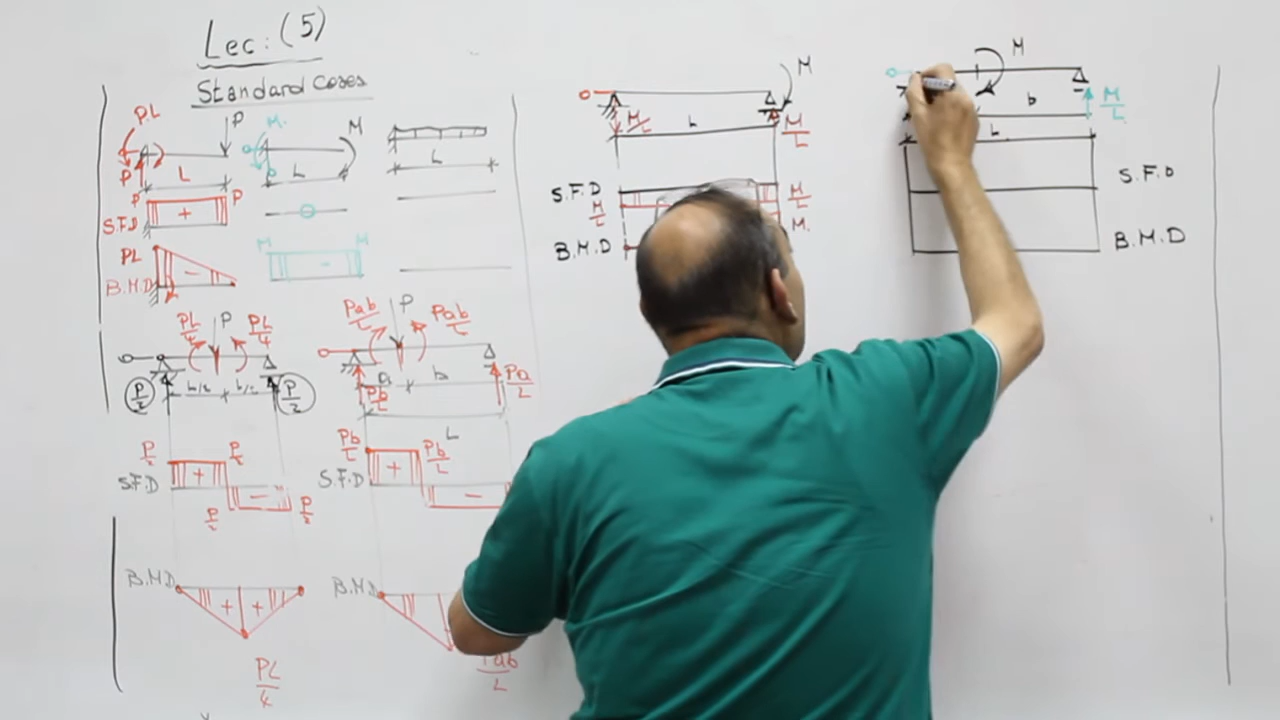 Lec: (5)
Standard Cases
PL
P
P
L
P
P
S.F.D
+
PL
B.M.D
-
M
M
L
M
M
-
L
PL/4
P
PL/4
P/2
L/2
L/2
P/2
P/2
P/2
S.F.D
+
-
P/2
P/2
B.M.D
+
+
PL/4
Pab/L
P
Pab/L
a
b
Pb/L
Pa/L
L
Pb/L
Pb/L
S.F.D
+
-
B.M.D
Pab/L
M
M/L
L
M/L
S.F.D
M/L
M/L
M.
B.M.D
M
b
M/L
L
S.F.D
B.M.D